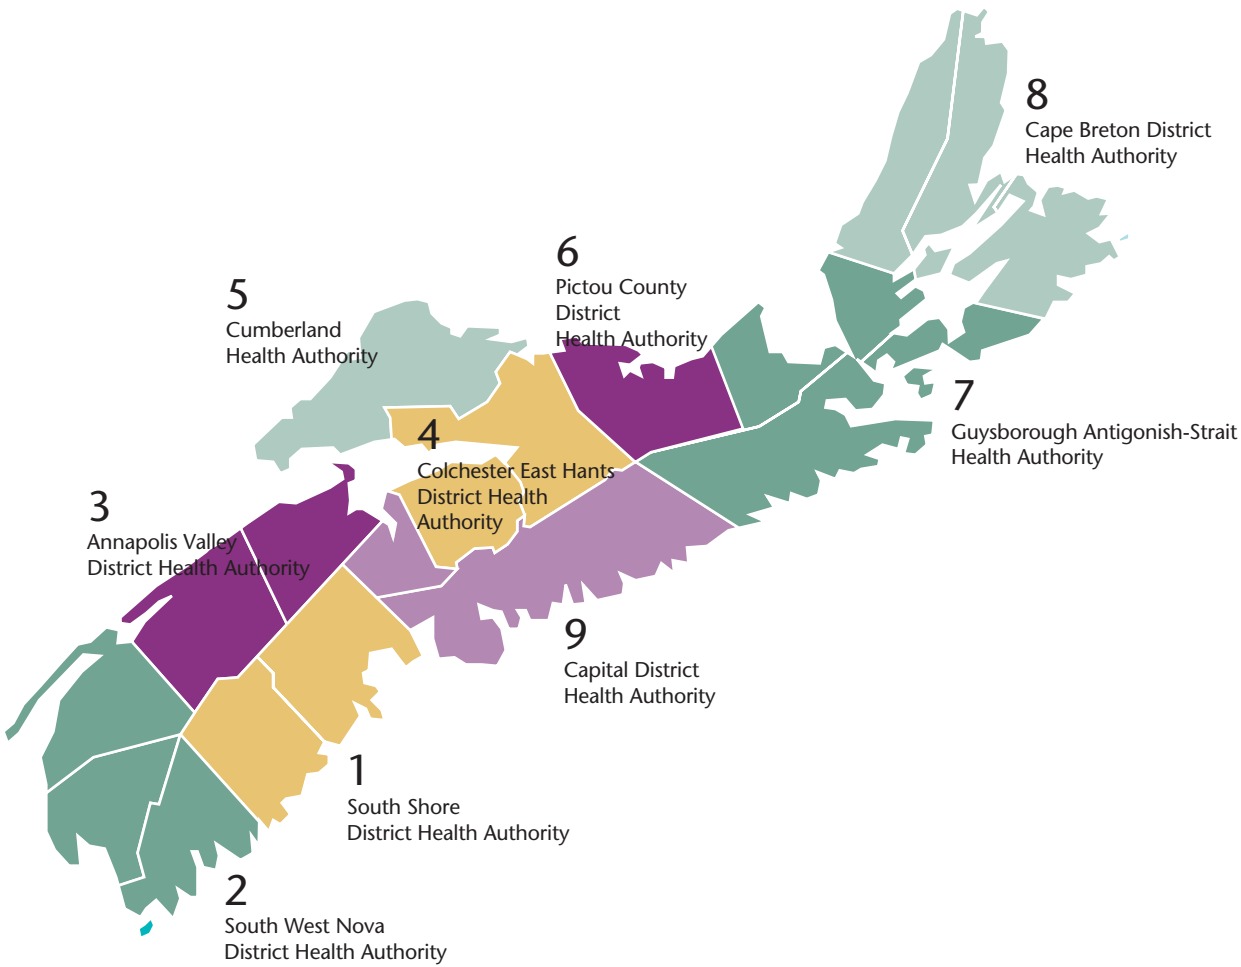 8
Cape Breton District
Health Authority
6
Pictou County
District
Health Authority
5
Cumberland
Health Authority
7
Guysborough Antigonish-Strait
Health Authority
4
Colchester East Hants
District Health
Authority
3
Annapolis Valley
District Health Authority
9
Capital District
Health Authority
1
South Shore
District Health Authority
2
South West Nova
District Health Authority